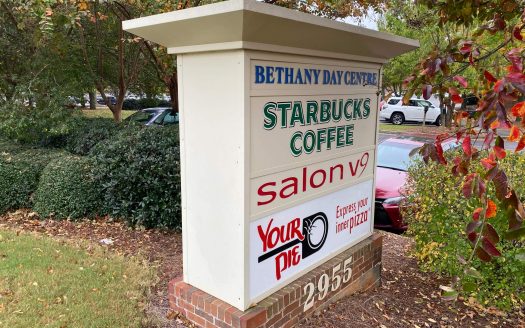 BETHANY DAY CENTRE
STARBUCKS
COFFEE
salon v9
YOUR
PIE
Express your
inner pizza
2955